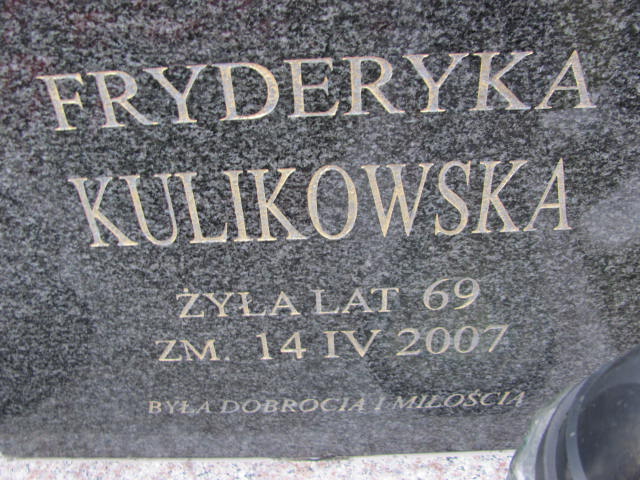 FRYDERYKA
KULIKOWSKA
ŻYŁA LAT 69
ZM. 14 IV 2007
BYŁA DOBROCIĄ I MIŁOŚCIĄ